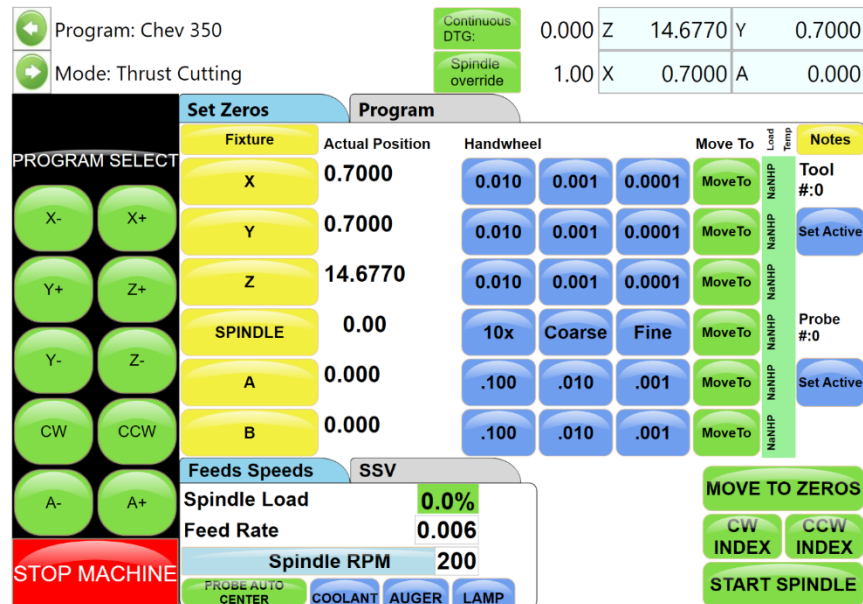 Program: Chev 350
Mode: Thrust Cutting
Continuous DTG: 0.000 Z 14.6770 Y 0.7000
Spindle override 1.00 X 0.7000 A 0.000
Set Zeros Program
PROGRAM SELECT
X- X+
Y+ Z+
Y- Z-
CW CCW
A- A+
STOP MACHINE
Fixture Actual Position Handwheel Move To Load Temp Notes
X 0.7000 0.010 0.001 0.0001 MoveTo NaNHP
Y 0.7000 0.010 0.001 0.0001 MoveTo NaNHP
Z 14.6770 0.010 0.001 0.0001 MoveTo NaNHP
SPINDLE 0.00 10x Coarse Fine MoveTo NaNHP
A 0.000 .100 .010 .001 MoveTo NaNHP
B 0.000 .100 .010 .001 MoveTo NaNHP
Tool
#:0
Set Active
Probe
#:0
Set Active
Feeds Speeds SSV
Spindle Load 0.0%
Feed Rate 0.006
Spindle RPM 200
PROBE AUTO CENTER COOLANT AUGER LAMP
MOVE TO ZEROS
CW INDEX CCW INDEX
START SPINDLE